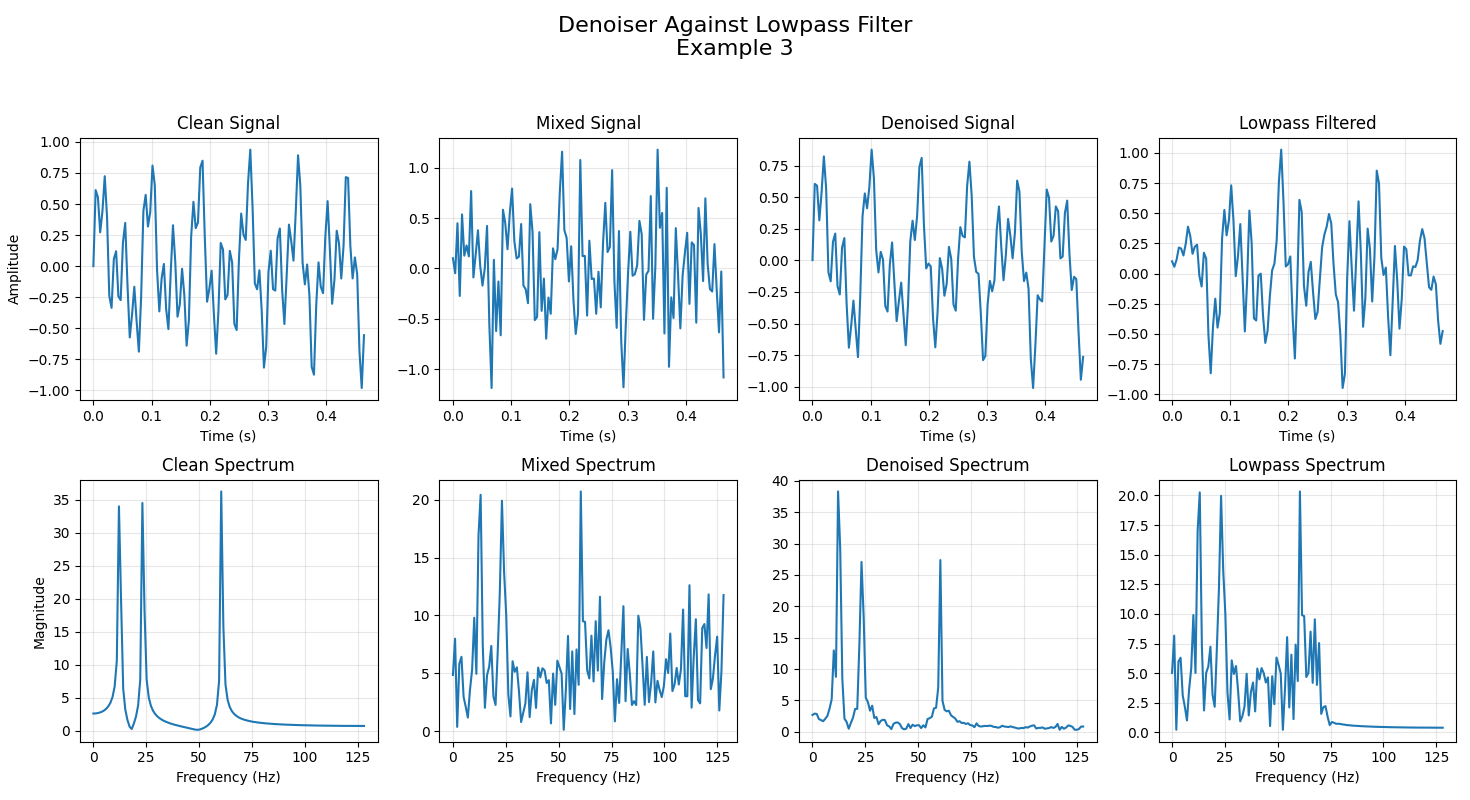 Denoiser Against Lowpass Filter
Example 3
Clean Signal
Mixed Signal
Denoised Signal
Lowpass Filtered
Amplitude
1.00
0.75
0.50
0.25
0.00
−0.25
−0.50
−0.75
−1.00
0.0 0.1 0.2 0.3 0.4
Time (s)
1.0
0.5
0.0
−0.5
−1.0
0.0 0.1 0.2 0.3 0.4
Time (s)
0.75
0.50
0.25
0.00
−0.25
−0.50
−0.75
−1.00
0.0 0.1 0.2 0.3 0.4
Time (s)
1.00
0.75
0.50
0.25
0.00
−0.25
−0.50
−0.75
−1.00
0.0 0.1 0.2 0.3 0.4
Time (s)
Clean Spectrum
Mixed Spectrum
Denoised Spectrum
Lowpass Spectrum
Magnitude
35
30
25
20
15
10
5
0
0 25 50 75 100 125
Frequency (Hz)
20
15
10
5
0
0 25 50 75 100 125
Frequency (Hz)
40
35
30
25
20
15
10
5
0
0 25 50 75 100 125
Frequency (Hz)
20.0
17.5
15.0
12.5
10.0
7.5
5.0
2.5
0.0
0 25 50 75 100 125
Frequency (Hz)